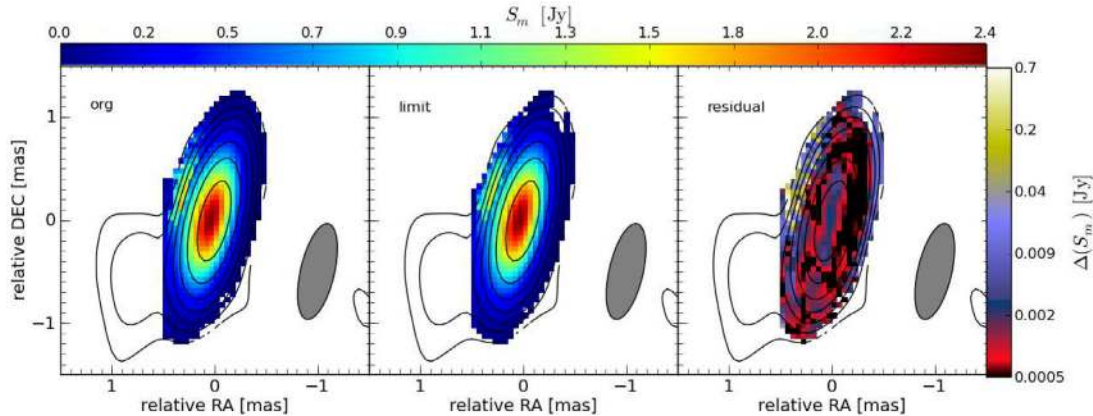 S_m [Jy]
0.0 0.2 0.5 0.7 0.9 1.1 1.3 1.5 1.8 2.0 2.2 2.4
org limit residual
1
0
−1
relative DEC [mas]
0.7
0.2
0.04
0.009
0.002
0.0005
Δ(S_m) [Jy]
1 0 −1 1 0 −1 1 0 −1
relative RA [mas] relative RA [mas] relative RA [mas]